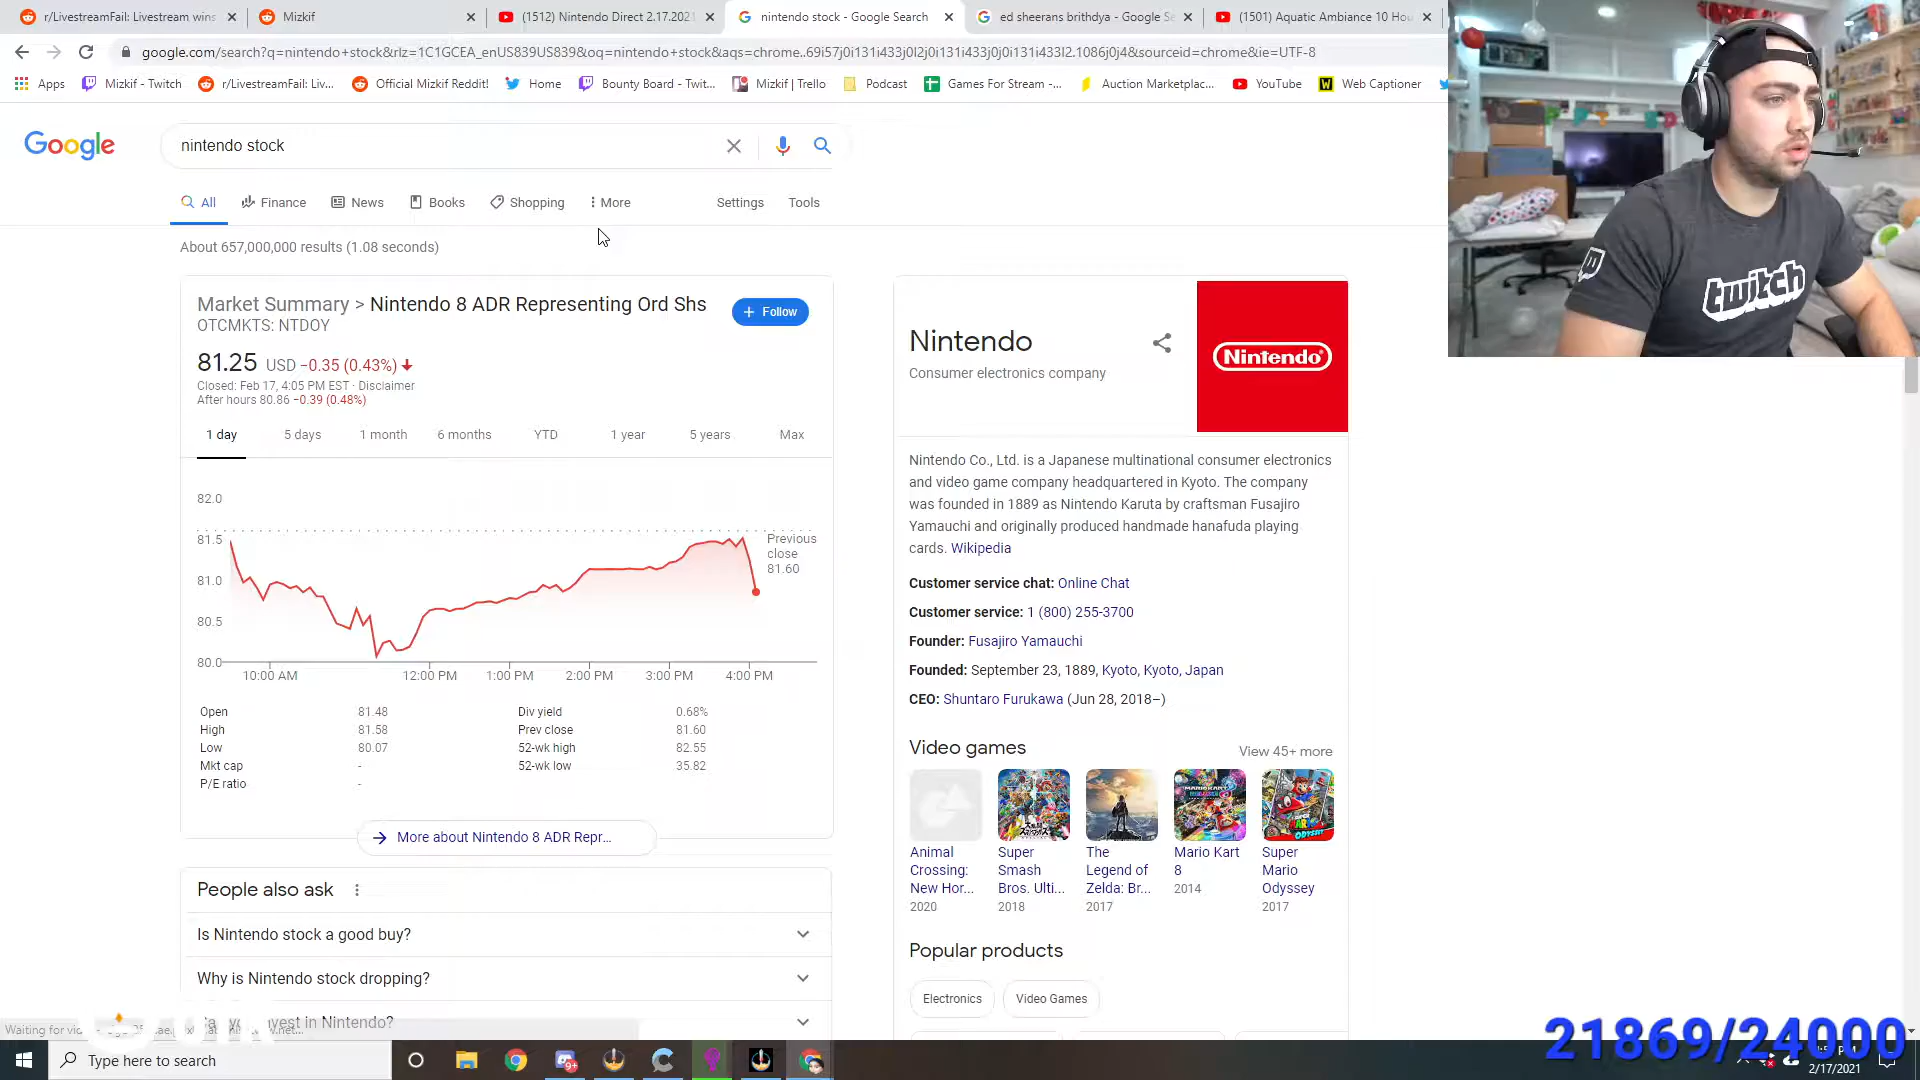 r/LivestreamFail: Livestream wins
Mizkif
(1512) Nintendo Direct 2.17.2021
nintendo stock - Google Search
ed sheerans brithdya - Google Se
(1501) Aquatic Ambiance 10 Hou
google.com/search?q=nintendo+stock&rlz=1C1GCEA_enUS839US839&oq=nintendo+stock&aqs=chrome..69i57j0i131i433j0l2j0i131i433j0j0i131i433l2.1086j0j4&sourceid=chrome&ie=UTF-8
Apps
Mizkif - Twitch
r/LivestreamFail: Liv...
Official Mizkif Reddit!
Home
Bounty Board - Twit...
Mizkif | Trello
Podcast
Games For Stream -...
Auction Marketplac...
YouTube
Web Captioner
Google
nintendo stock
All
Finance
News
Books
Shopping
More
Settings
Tools
About 657,000,000 results (1.08 seconds)
Market Summary > Nintendo 8 ADR Representing Ord Shs
OTCMKTS: NTDOY
+ Follow
81.25 USD −0.35 (0.43%)
Closed: Feb 17, 4:05 PM EST · Disclaimer
After hours 80.86 −0.39 (0.48%)
1 day
5 days
1 month
6 months
YTD
1 year
5 years
Max
82.0
81.5
81.0
80.5
80.0
Previous
close
81.60
10:00 AM
12:00 PM
1:00 PM
2:00 PM
3:00 PM
4:00 PM
Open 81.48
High 81.58
Low 80.07
Mkt cap -
P/E ratio -
Div yield 0.68%
Prev close 81.60
52-wk high 82.55
52-wk low 35.82
More about Nintendo 8 ADR Repr...
People also ask
Is Nintendo stock a good buy?
Why is Nintendo stock dropping?
nvest in Nintendo?
Waiting for
Nintendo
Consumer electronics company
Nintendo
Nintendo Co., Ltd. is a Japanese multinational consumer electronics
and video game company headquartered in Kyoto. The company
was founded in 1889 as Nintendo Karuta by craftsman Fusajiro
Yamauchi and originally produced handmade hanafuda playing
cards. Wikipedia
Customer service chat: Online Chat
Customer service: 1 (800) 255-3700
Founder: Fusajiro Yamauchi
Founded: September 23, 1889, Kyoto, Kyoto, Japan
CEO: Shuntaro Furukawa (Jun 28, 2018–)
Video games
View 45+ more
Animal
Crossing:
New Hor...
2020
Super
Smash
Bros. Ulti...
2018
The
Legend of
Zelda: Br...
2017
Mario Kart
8
2014
Super
Mario
Odyssey
2017
Popular products
Electronics
Video Games
twitch
21869/24000
Type here to search
2/17/2021